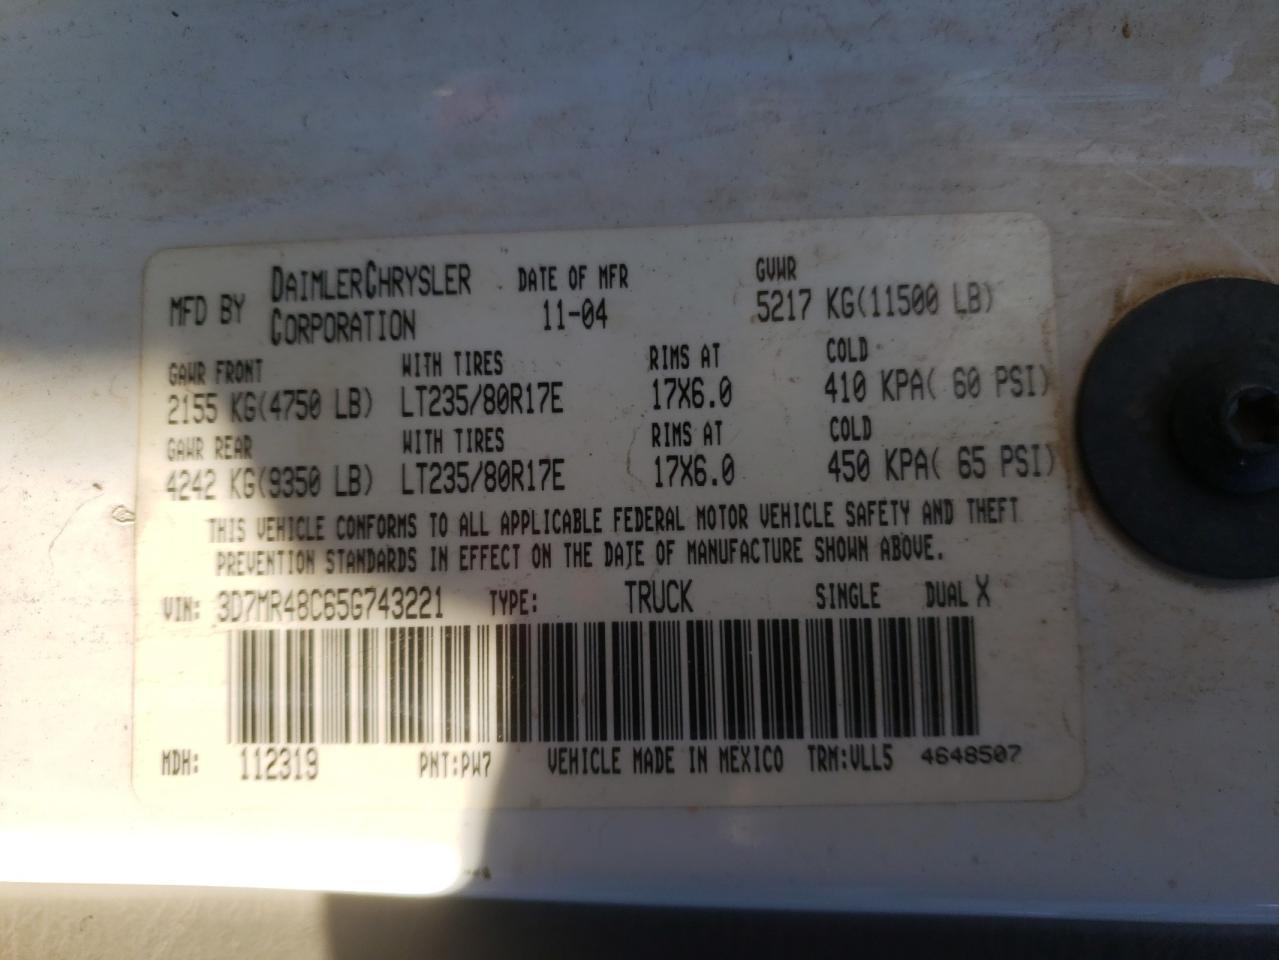 MFD BY DAIMLERCHRYSLER CORPORATION DATE OF MFR 11-04 GVWR 5217 KG(11500 LB)
GAWR FRONT WITH TIRES RIMS AT COLD
2155 KG(4750 LB) LT235/80R17E 17X6.0 410 KPA( 60 PSI)
GAWR REAR WITH TIRES RIMS AT COLD
4242 KG(9350 LB) LT235/80R17E 17X6.0 450 KPA( 65 PSI)
THIS VEHICLE CONFORMS TO ALL APPLICABLE FEDERAL MOTOR VEHICLE SAFETY AND THEFT
PREVENTION STANDARDS IN EFFECT ON THE DATE OF MANUFACTURE SHOWN ABOVE.
VIN: 3D7MR48C65G743221 TYPE: TRUCK SINGLE DUAL X
MDH: 112319 PNT:PW7 VEHICLE MADE IN MEXICO TRM:VLL5 4648507